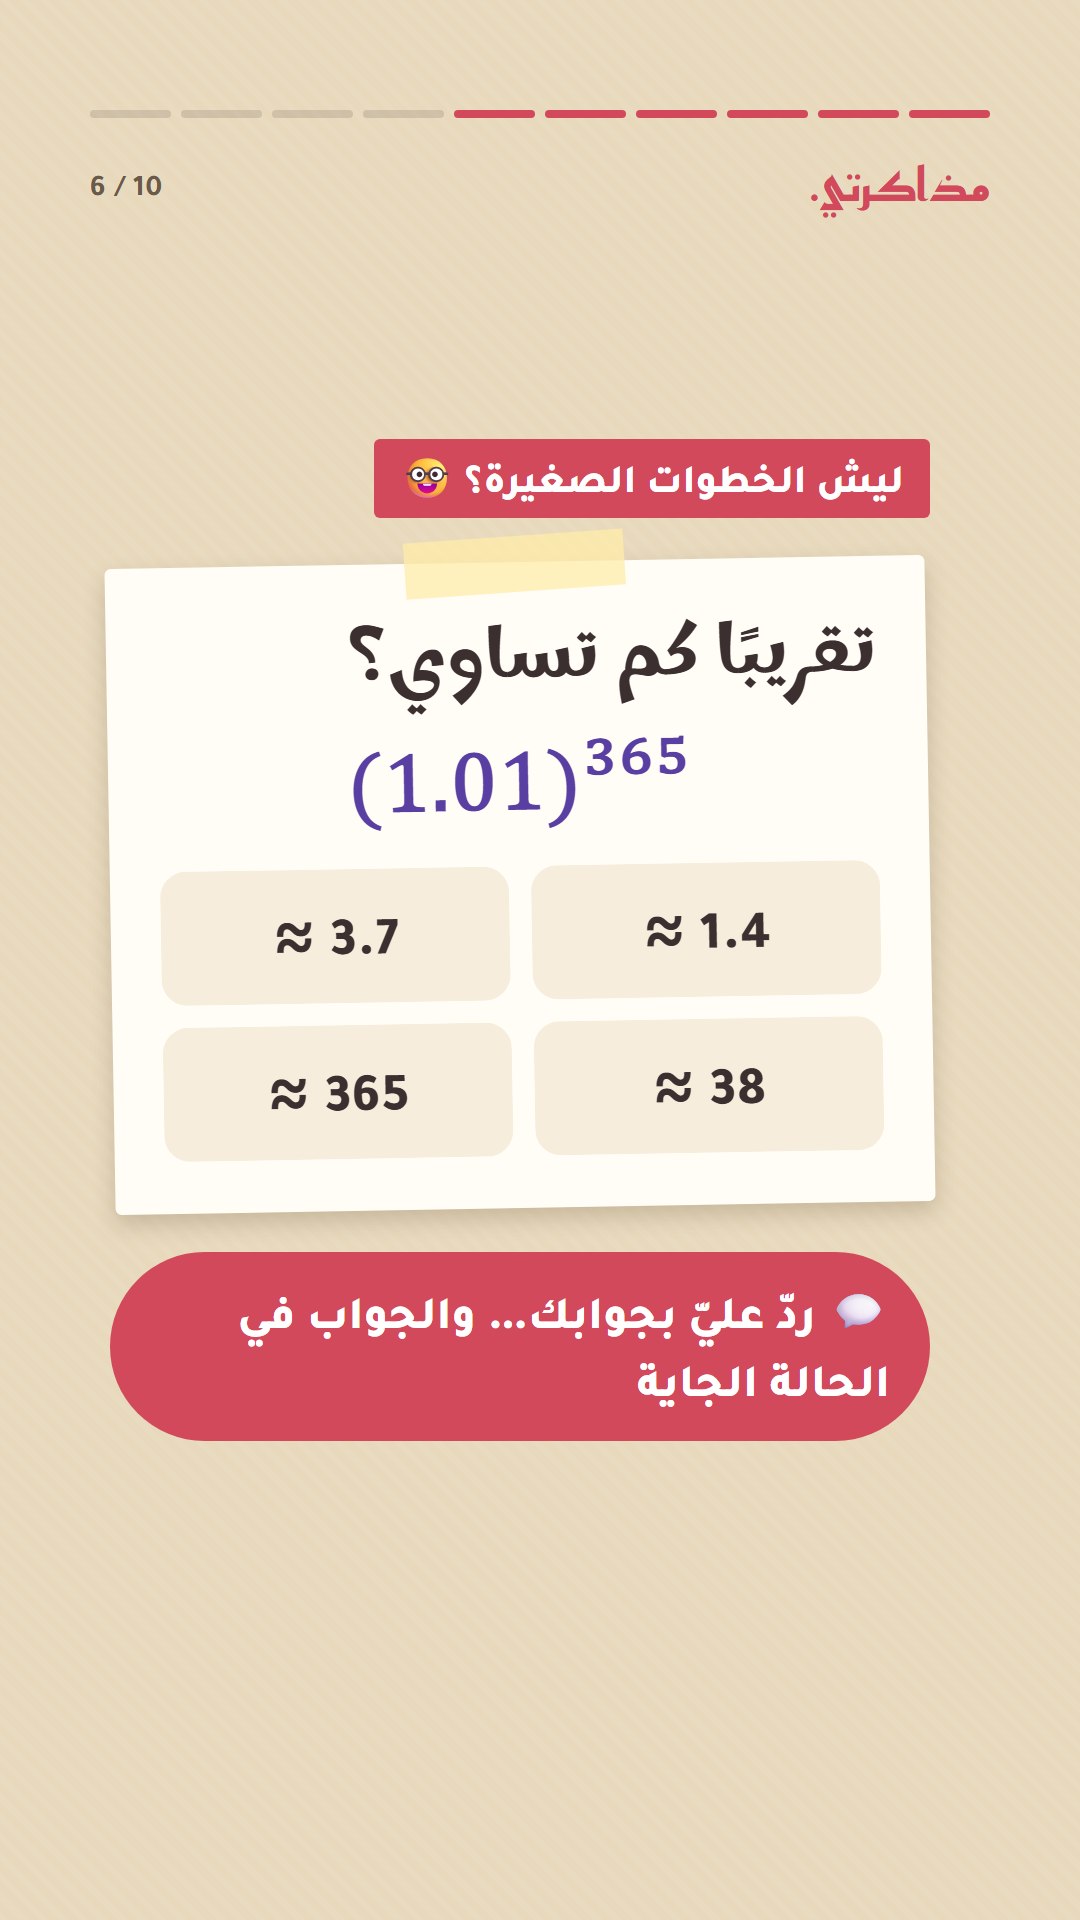 مذاكرتي.
6 / 10
ليش الخطوات الصغيرة؟ 🤓
تقريبًا كم تساوي؟
(1.01)³⁶⁵
≈ 1.4
≈ 3.7
≈ 38
≈ 365
💬 ردّ عليّ بجوابك... والجواب في
الحالة الجاية